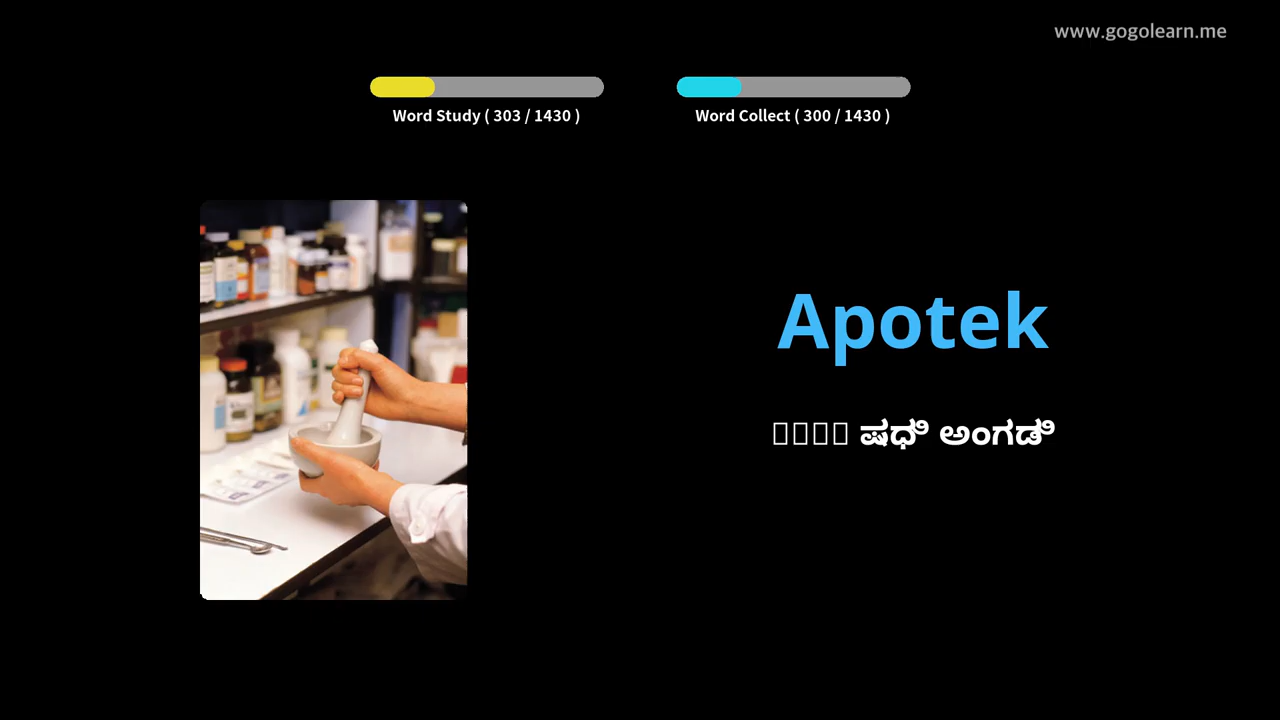 www.gogolearn.me
Word Study ( 303 / 1430 )
Word Collect ( 300 / 1430 )
Apotek
ಷಧಿ ಅಂಗಡಿ